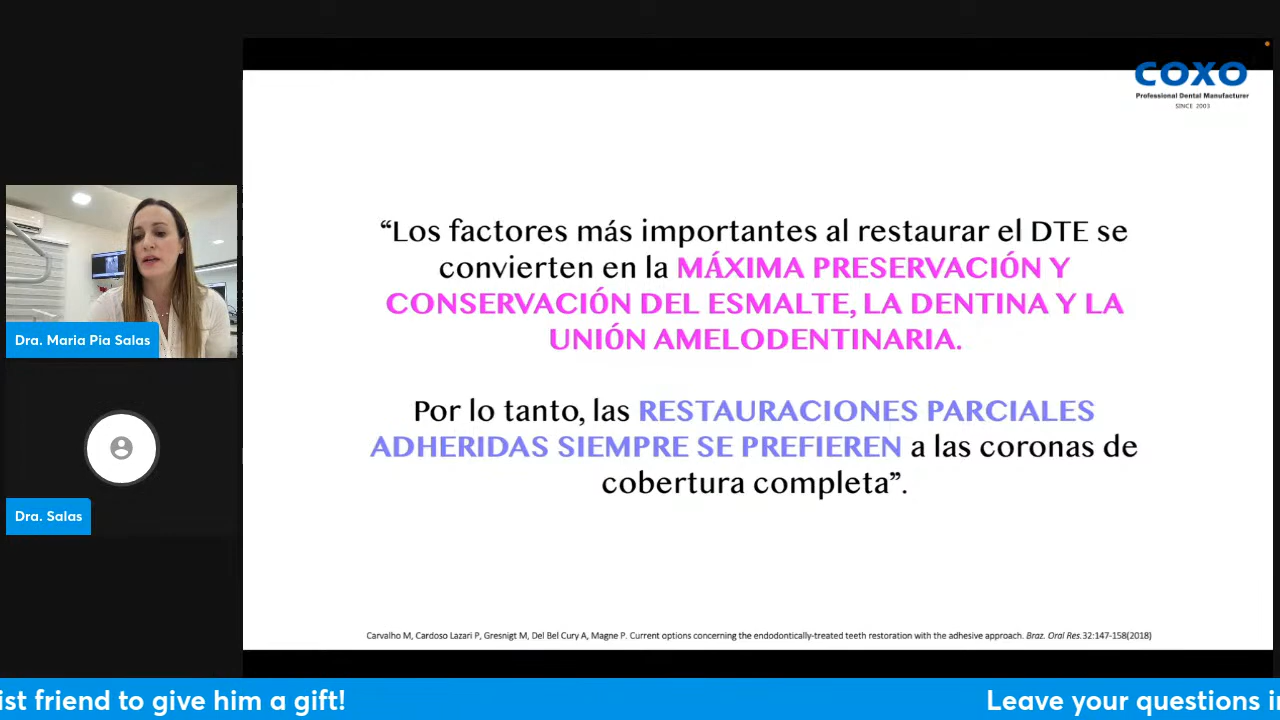 COXO
Professional Dental Manufacturer
SINCE 2003
“Los factores más importantes al restaurar el DTE se
convierten en la MÁXIMA PRESERVACIÓN Y
CONSERVACIÓN DEL ESMALTE, LA DENTINA Y LA
UNIÓN AMELODENTINARIA.
Por lo tanto, las RESTAURACIONES PARCIALES
ADHERIDAS SIEMPRE SE PREFIEREN a las coronas de
cobertura completa”.
Carvalho M, Cardoso Lazari P, Gresnigt M, Del Bel Cury A, Magne P. Current options concerning the endodontically-treated teeth restoration with the adhesive approach. Braz. Oral Res.32:147-158(2018)
Dra. Maria Pia Salas
Dra. Salas
ist friend to give him a gift!
Leave your questions i